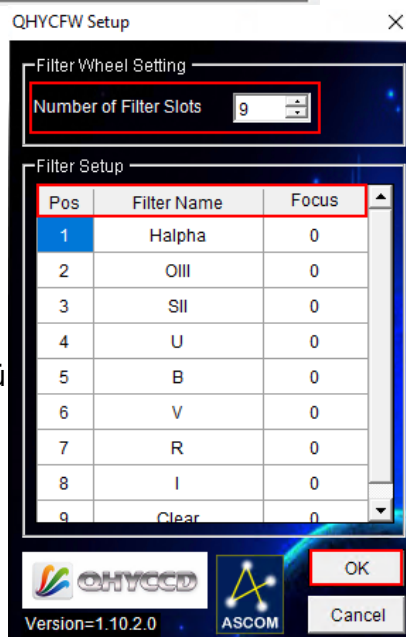 QHYCFW Setup
Filter Wheel Setting
Number of Filter Slots 9
Filter Setup
Pos Filter Name Focus
1 Halpha 0
2 OIII 0
3 SII 0
4 U 0
5 B 0
6 V 0
7 R 0
8 I 0
9 Clear 0
QHYCCD
ASCOM
Version=1.10.2.0
OK
Cancel